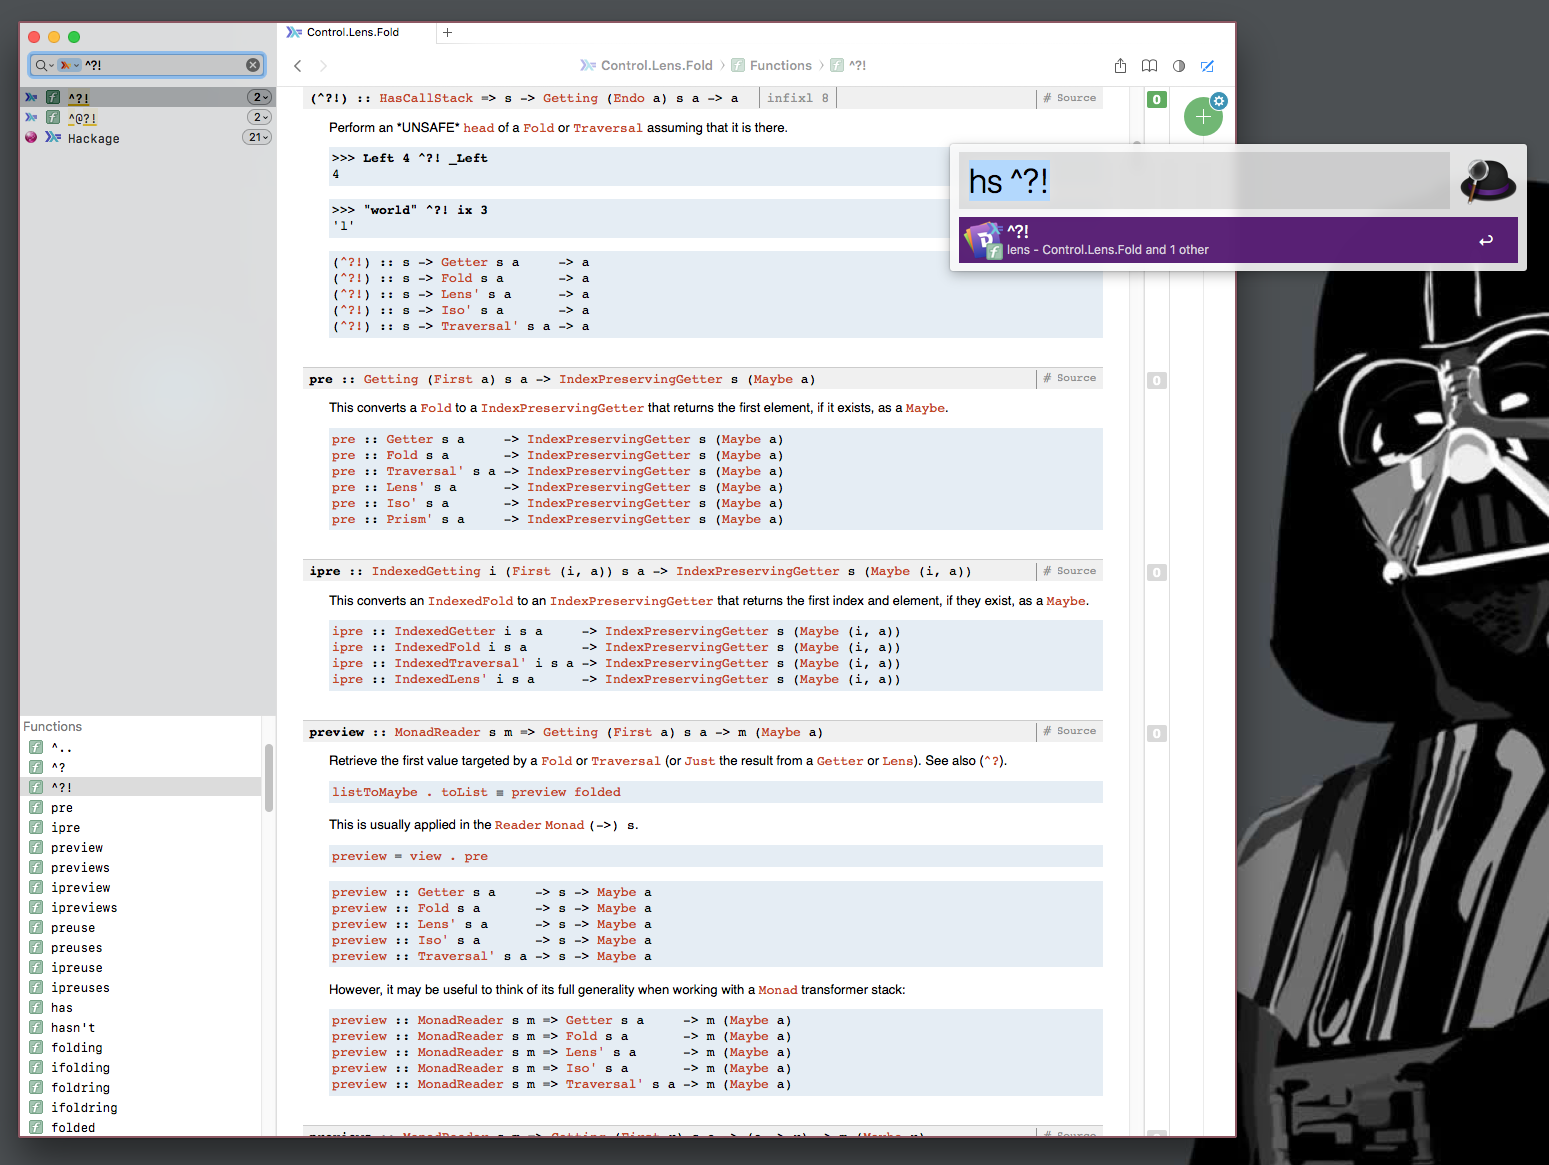 Control.Lens.Fold
^?!
Control.Lens.Fold › Functions › ^?!
^?! 2
^@?! 2
Hackage 21
(^?!) :: HasCallStack => s -> Getting (Endo a) s a -> a infixl 8 # Source 0
Perform an *UNSAFE* head of a Fold or Traversal assuming that it is there.
>>> Left 4 ^?! _Left
4
>>> "world" ^?! ix 3
'l'
(^?!) :: s -> Getter s a -> a
(^?!) :: s -> Fold s a -> a
(^?!) :: s -> Lens' s a -> a
(^?!) :: s -> Iso' s a -> a
(^?!) :: s -> Traversal' s a -> a
hs ^?!
^?!
lens - Control.Lens.Fold and 1 other
pre :: Getting (First a) s a -> IndexPreservingGetter s (Maybe a) # Source 0
This converts a Fold to a IndexPreservingGetter that returns the first element, if it exists, as a Maybe.
pre :: Getter s a -> IndexPreservingGetter s (Maybe a)
pre :: Fold s a -> IndexPreservingGetter s (Maybe a)
pre :: Traversal' s a -> IndexPreservingGetter s (Maybe a)
pre :: Lens' s a -> IndexPreservingGetter s (Maybe a)
pre :: Iso' s a -> IndexPreservingGetter s (Maybe a)
pre :: Prism' s a -> IndexPreservingGetter s (Maybe a)
ipre :: IndexedGetting i (First (i, a)) s a -> IndexPreservingGetter s (Maybe (i, a)) # Source 0
This converts an IndexedFold to an IndexPreservingGetter that returns the first index and element, if they exist, as a Maybe.
ipre :: IndexedGetter i s a -> IndexPreservingGetter s (Maybe (i, a))
ipre :: IndexedFold i s a -> IndexPreservingGetter s (Maybe (i, a))
ipre :: IndexedTraversal' i s a -> IndexPreservingGetter s (Maybe (i, a))
ipre :: IndexedLens' i s a -> IndexPreservingGetter s (Maybe (i, a))
preview :: MonadReader s m => Getting (First a) s a -> m (Maybe a) # Source 0
Retrieve the first value targeted by a Fold or Traversal (or Just the result from a Getter or Lens). See also (^?).
listToMaybe . toList ≡ preview folded
This is usually applied in the Reader Monad (->) s.
preview = view . pre
preview :: Getter s a -> s -> Maybe a
preview :: Fold s a -> s -> Maybe a
preview :: Lens' s a -> s -> Maybe a
preview :: Iso' s a -> s -> Maybe a
preview :: Traversal' s a -> s -> Maybe a
However, it may be useful to think of its full generality when working with a Monad transformer stack:
preview :: MonadReader s m => Getter s a -> m (Maybe a)
preview :: MonadReader s m => Fold s a -> m (Maybe a)
preview :: MonadReader s m => Lens' s a -> m (Maybe a)
preview :: MonadReader s m => Iso' s a -> m (Maybe a)
preview :: MonadReader s m => Traversal' s a -> m (Maybe a)
Functions
^..
^?
^?!
pre
ipre
preview
previews
ipreview
ipreviews
preuse
preuses
ipreuse
ipreuses
has
hasn't
folding
ifolding
foldring
ifoldring
folded